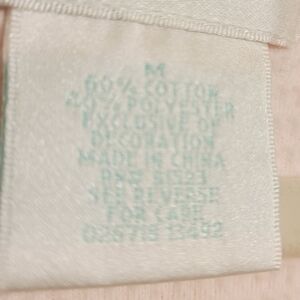 M
60% COTTON
40% POLYESTER
EXCLUSIVE OF
DECORATION
MADE IN CHINA
SEE REVERSE
FOR CARE